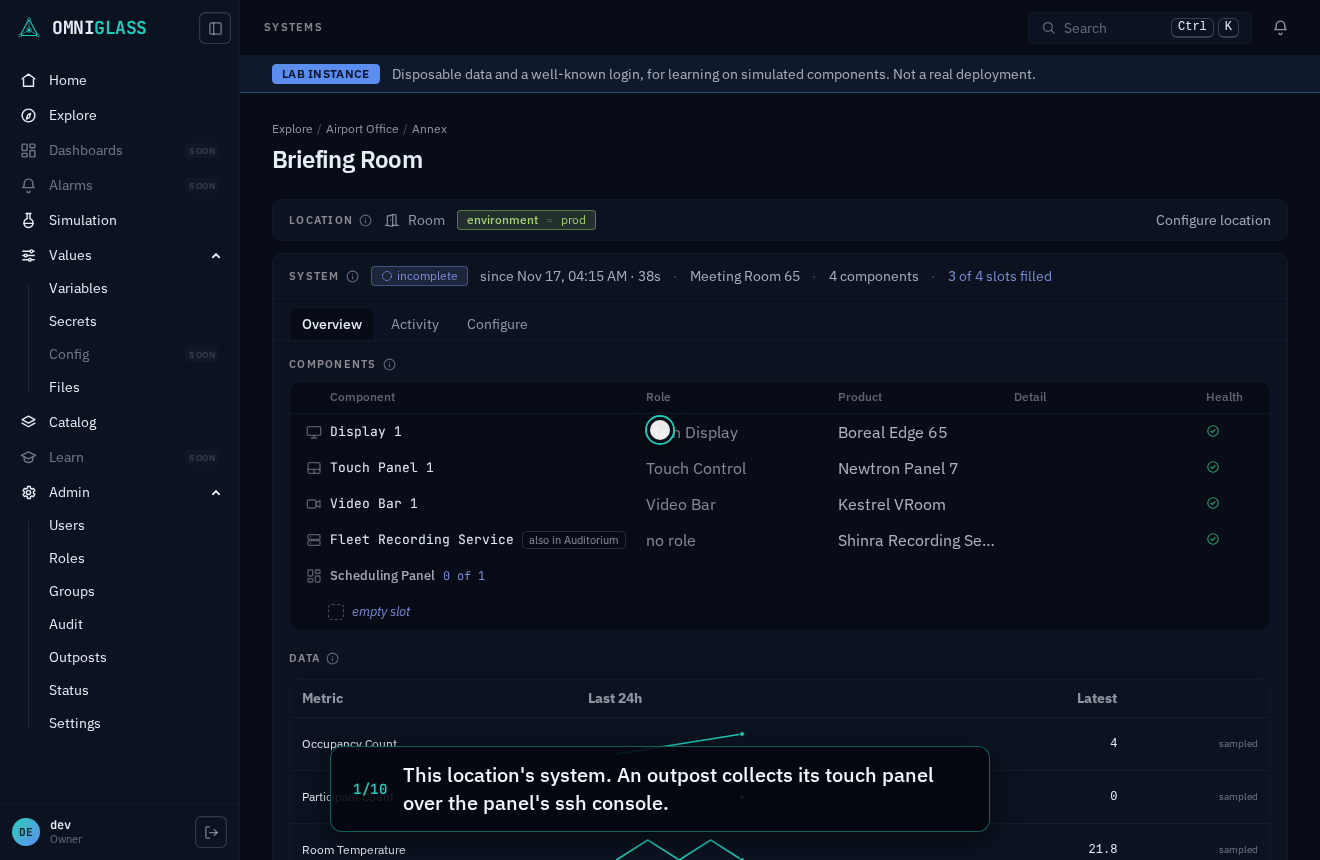 OMNIGLASS
SYSTEMS
Search
Ctrl K
LAB INSTANCE Disposable data and a well-known login, for learning on simulated components. Not a real deployment.
Home
Explore
Dashboards SOON
Alarms SOON
Simulation
Values
Variables
Secrets
Config SOON
Files
Catalog
Learn SOON
Admin
Users
Roles
Groups
Audit
Outposts
Status
Settings
DE dev
Owner
Explore / Airport Office / Annex
Briefing Room
LOCATION Room environment = prod Configure location
SYSTEM incomplete since Nov 17, 04:15 AM · 38s · Meeting Room 65 · 4 components · 3 of 4 slots filled
Overview Activity Configure
COMPONENTS
Component Role Product Detail Health
Display 1 Display Boreal Edge 65
Touch Panel 1 Touch Control Newtron Panel 7
Video Bar 1 Video Bar Kestrel VRoom
Fleet Recording Service also in Auditorium no role Shinra Recording Se...
Scheduling Panel 0 of 1
empty slot
DATA
Metric Last 24h Latest
Occupancy Count 4 sampled
Participant Count 0 sampled
Room Temperature 21.8 sampled
1/10 This location's system. An outpost collects its touch panel
over the panel's ssh console.